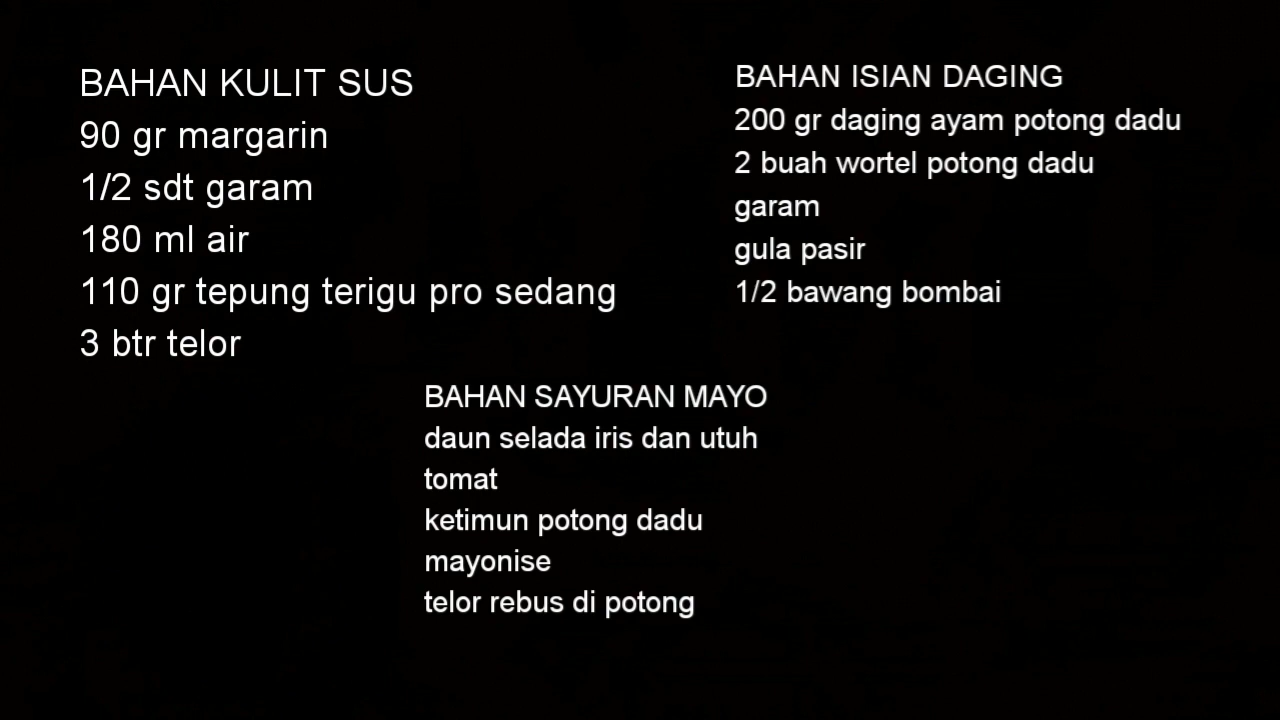 BAHAN KULIT SUS
90 gr margarin
1/2 sdt garam
180 ml air
110 gr tepung terigu pro sedang
3 btr telor
BAHAN ISIAN DAGING
200 gr daging ayam potong dadu
2 buah wortel potong dadu
garam
gula pasir
1/2 bawang bombai
BAHAN SAYURAN MAYO
daun selada iris dan utuh
tomat
ketimun potong dadu
mayonise
telor rebus di potong